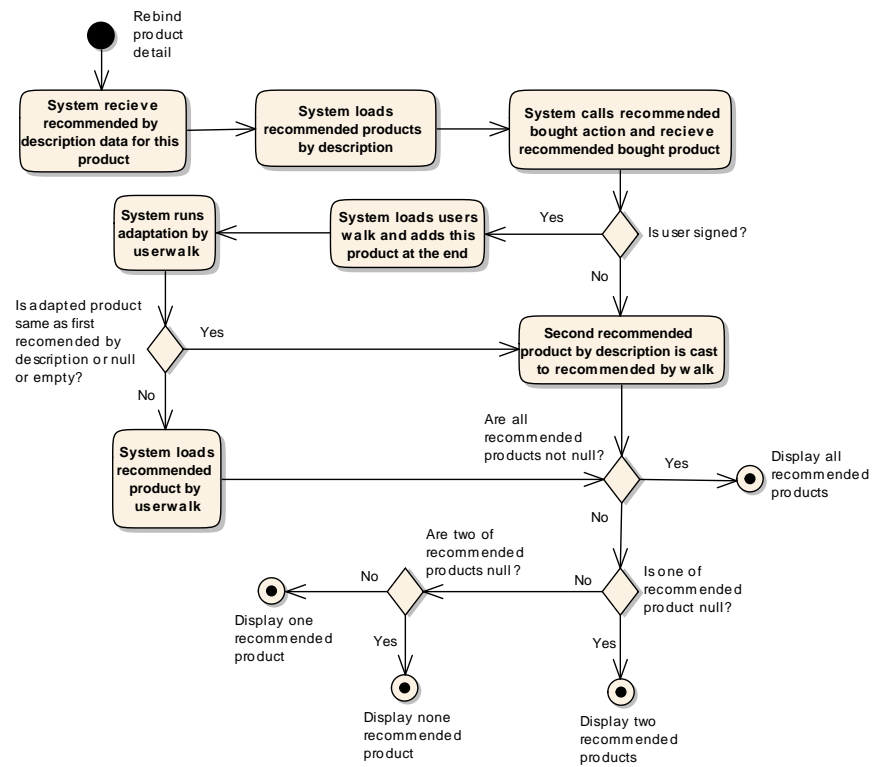 Rebind
product
detail
System recieve
recommended by
description data for this
product
System loads
recommended products
by description
System calls recommended
bought action and recieve
recommended bought product
System runs
adaptation by
userwalk
System loads users
walk and adds this
product at the end
Yes
Is user signed?
No
Is adapted product
same as first
recomended by
description or null
or empty?
Yes
No
Second recommended
product by description is cast
to recommended by walk
System loads
recommended
product by
userwalk
Are all
recommended
products not null?
Yes
Display all
recommended
products
No
Are two of
recommended
products null?
No
No
Is one of
recommended
product null?
Display one
recommended
product
Yes
Yes
Display none
recommended
product
Display two
recommended
products